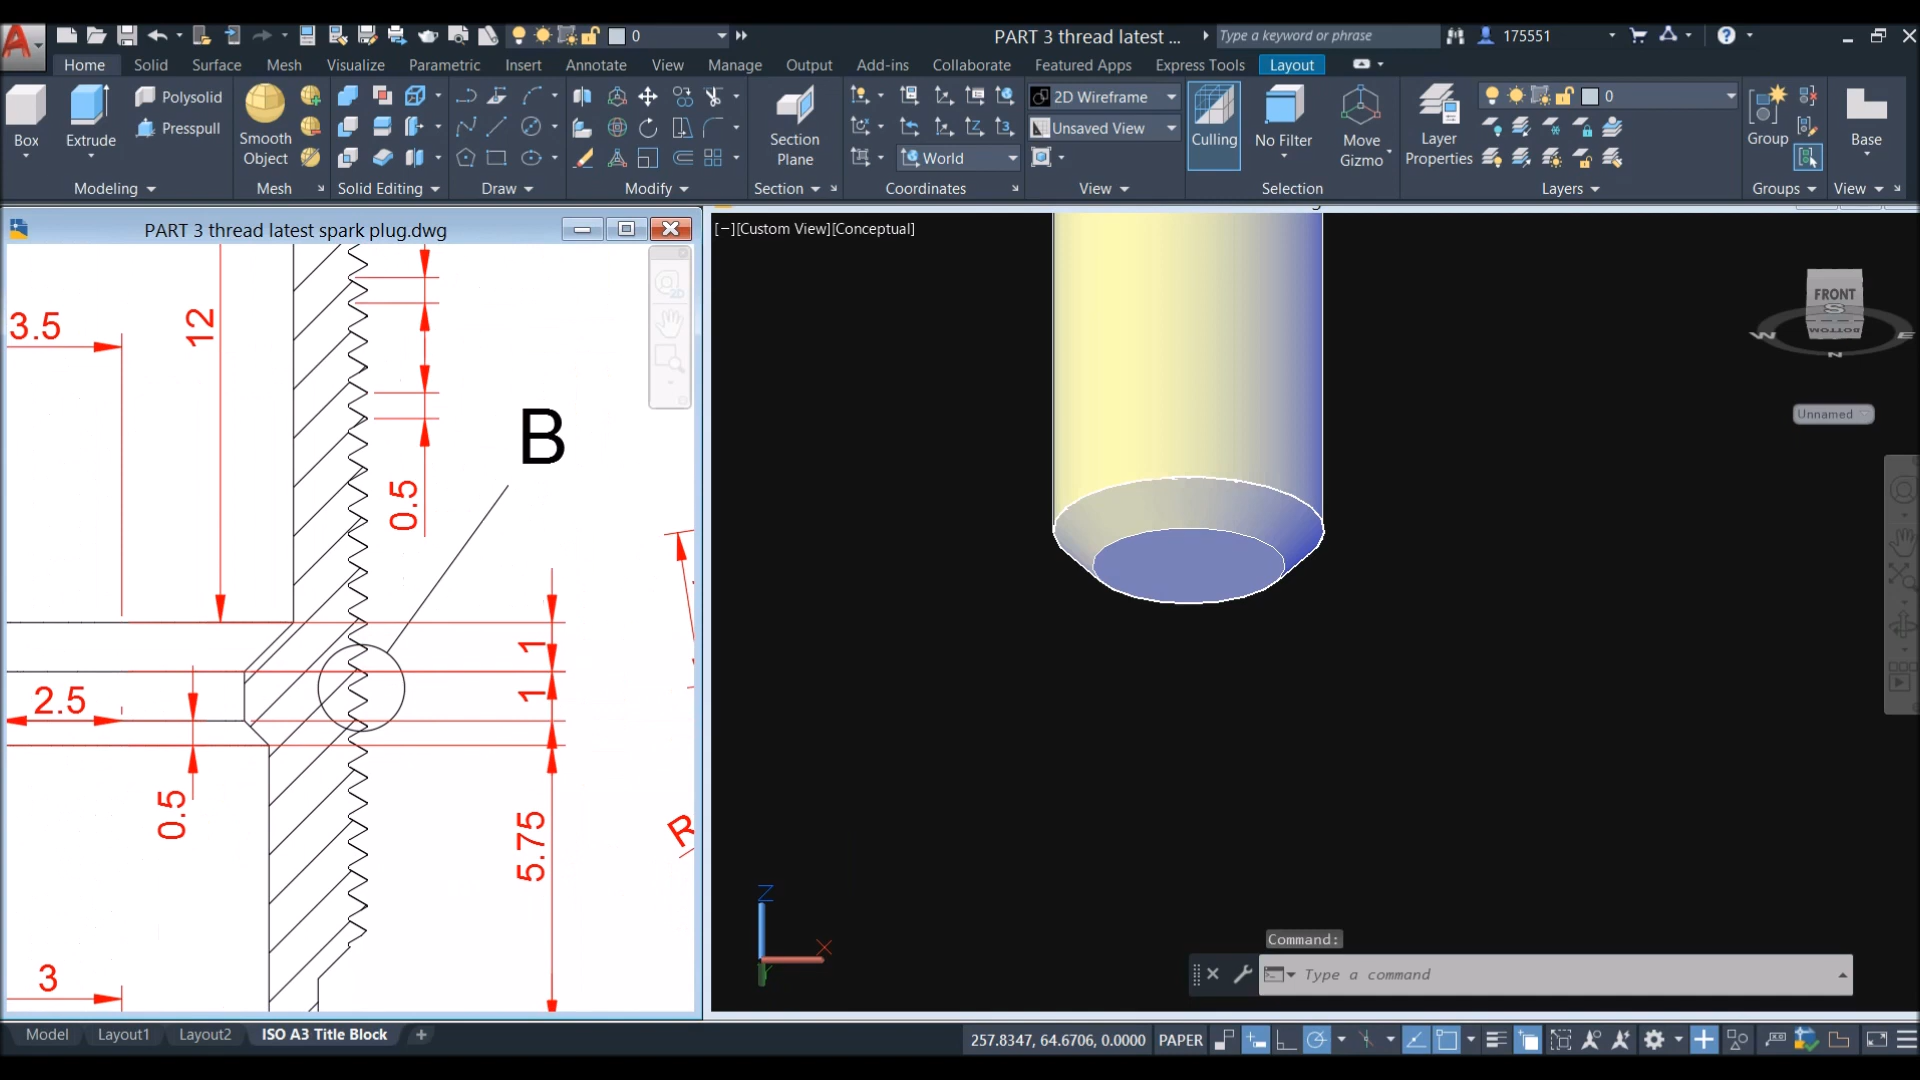 0
PART 3 thread latest ...
Type a keyword or phrase
175551
Home Solid Surface Mesh Visualize Parametric Insert Annotate View Manage Output Add-ins Collaborate Featured Apps Express Tools Layout
Box
Extrude
Polysolid
Presspull
Modeling
Smooth
Object
Mesh
Solid Editing
Draw
Modify
Section
Plane
Section
World
Coordinates
2D Wireframe
Unsaved View
View
Culling
No Filter
Move
Gizmo
Selection
Layer
Properties
0
Layers
Group
Groups
Base
View
PART 3 thread latest spark plug.dwg
2D
3.5
12
B
0.5
1
1
2.5
0.5
5.75
R
3
[−][Custom View][Conceptual]
FRONT
S
BOTTOM
W
E
N
Unnamed
Z
X
Y
Command:
Type a command
Model Layout1 Layout2 ISO A3 Title Block +
257.8347, 64.6706, 0.0000 PAPER